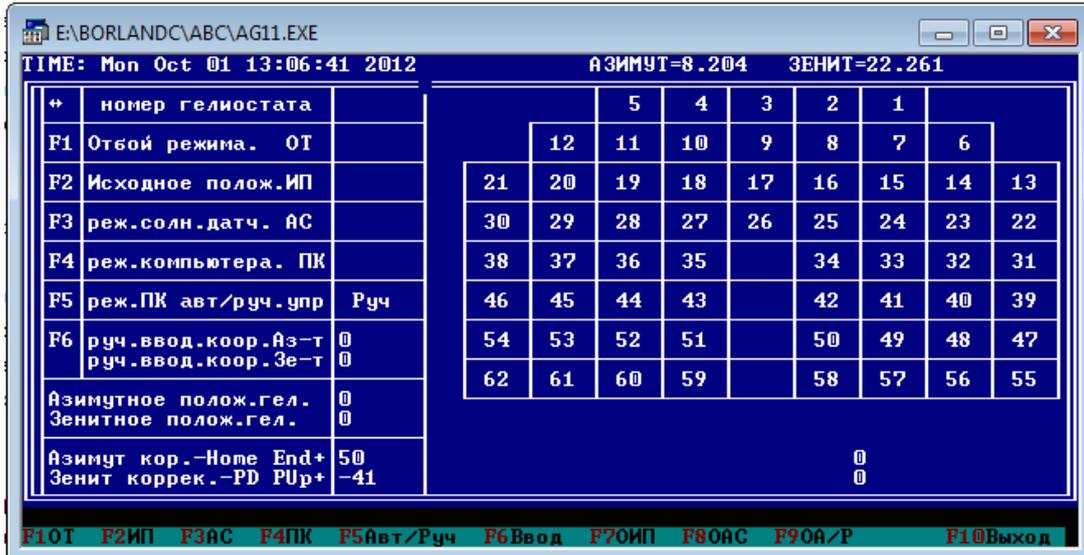 E:\BORLANDC\ABC\AG11.EXE
TIME: Mon Oct 01 13:06:41 2012 АЗИМУТ=8.204 ЗЕНИТ=22.261
↔ номер гелиостата
F1 Отбой режима. ОТ
F2 Исходное полож.ИП
F3 реж.солн.датч. АС
F4 реж.компьютера. ПК
F5 реж.ПК авт/руч.упр Руч
F6 руч.ввод.коор.Аз-т 0
руч.ввод.коор.Зе-т 0
Азимутное полож.гел. 0
Зенитное полож.гел. 0
Азимут кор.-Home End+ 50
Зенит коррек.-PD PUp+ -41
5 4 3 2 1
12 11 10 9 8 7 6
21 20 19 18 17 16 15 14 13
30 29 28 27 26 25 24 23 22
38 37 36 35 34 33 32 31
46 45 44 43 42 41 40 39
54 53 52 51 50 49 48 47
62 61 60 59 58 57 56 55
0
0
F1ОТ F2ИП F3АС F4ПК F5Авт/Руч F6Ввод F7ОИП F8ОАС F9ОА/Р F10Выход